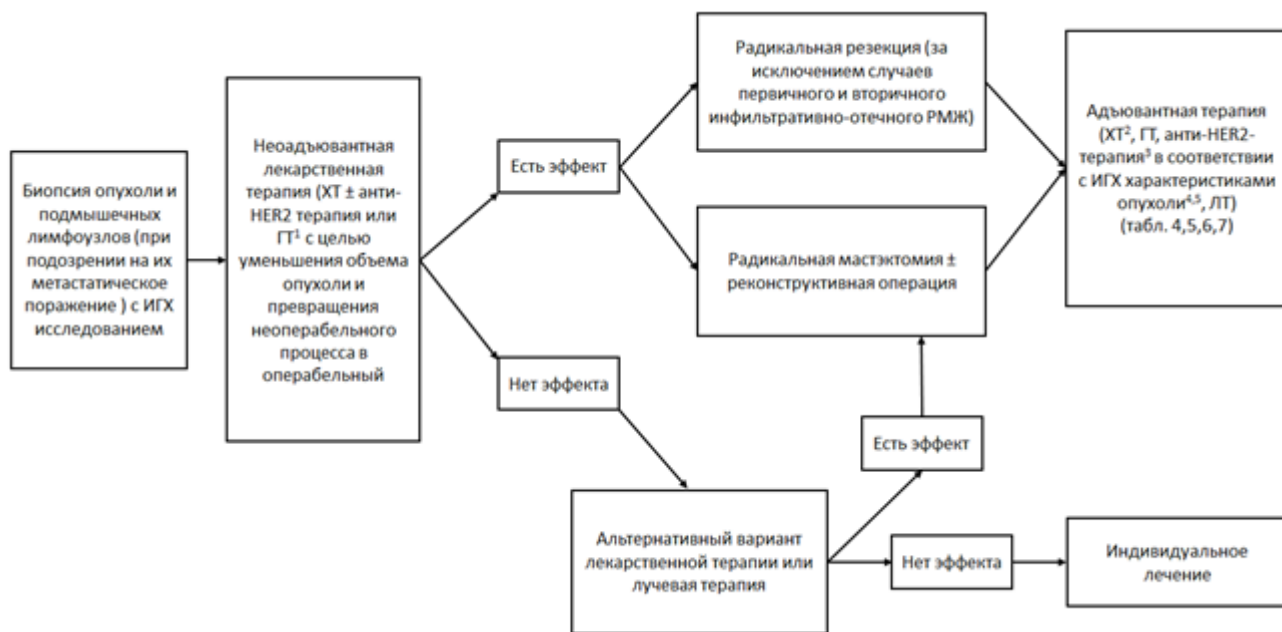 Биопсия опухоли и
подмышечных
лимфоузлов (при
подозрении на их
метастатическое
поражение ) с ИГХ
исследованием
Неоадъювантная
лекарственная
терапия (ХТ ± анти-
HER2 терапия или
ГТ¹ с целью
уменьшения объема
опухоли и
превращения
неоперабельного
процесса в
операбельный
Есть эффект
Нет эффекта
Радикальная резекция (за
исключением случаев
первичного и вторичного
инфильтративно-отечного РМЖ)
Радикальная мастэктомия ±
реконструктивная операция
Адъювантная терапия
(ХТ², ГТ, анти-HER2-
терапия³ в соответствии
с ИГХ характеристиками
опухоли⁴,⁵, ЛТ)
(табл. 4,5,6,7)
Альтернативный вариант
лекарственной терапии или
лучевая терапия
Есть эффект
Нет эффекта
Индивидуальное
лечение